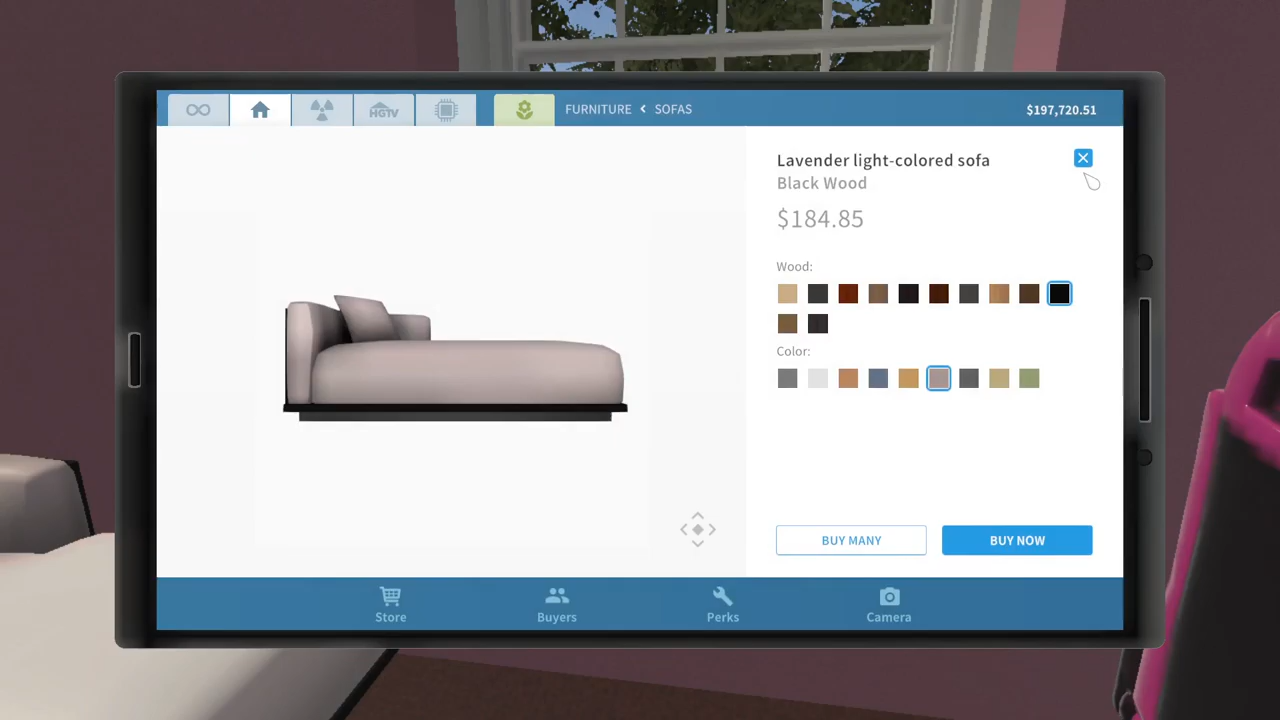 HGTV
FURNITURE < SOFAS
$197,720.51
Lavender light-colored sofa
Black Wood
$184.85
Wood:
Color:
BUY MANY
BUY NOW
Store
Buyers
Perks
Camera